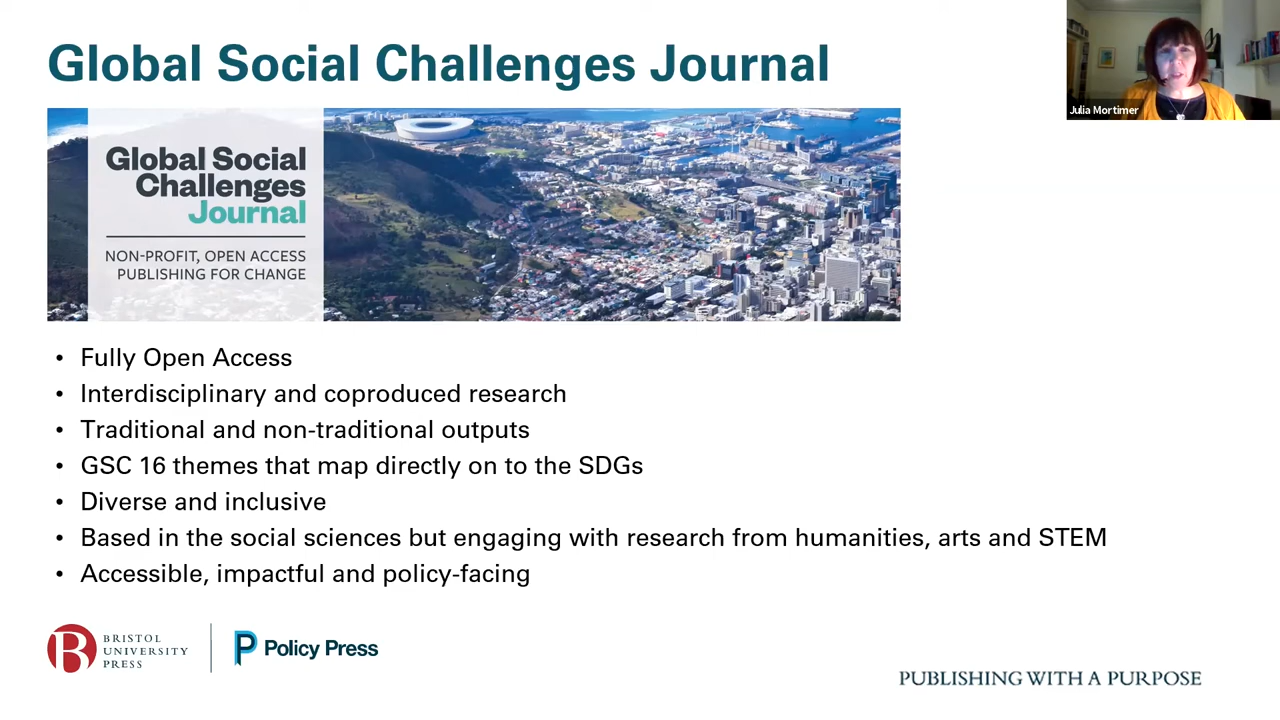 Global Social Challenges Journal
Julia Mortimer
Global Social
Challenges
Journal
NON-PROFIT, OPEN ACCESS
PUBLISHING FOR CHANGE
• Fully Open Access
• Interdisciplinary and coproduced research
• Traditional and non-traditional outputs
• GSC 16 themes that map directly on to the SDGs
• Diverse and inclusive
• Based in the social sciences but engaging with research from humanities, arts and STEM
• Accessible, impactful and policy-facing
BRISTOL
UNIVERSITY
PRESS
Policy Press
PUBLISHING WITH A PURPOSE